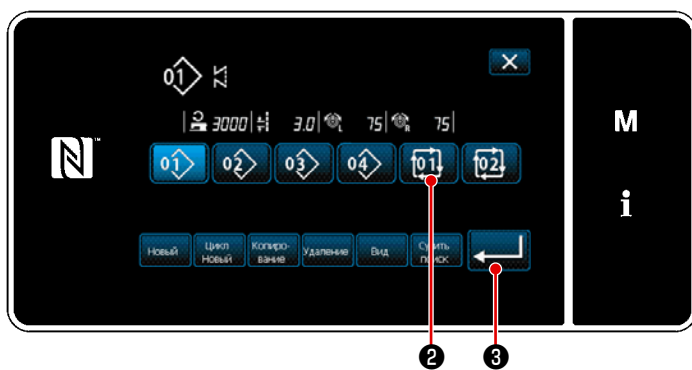 01
3000 3.0 L 75 R 75
M
N
01 02 03 04 01 02
i
Новый
Цикл
Новый
Копиро-
вание
Удаление
Вид
Сузить
поиск
2 3